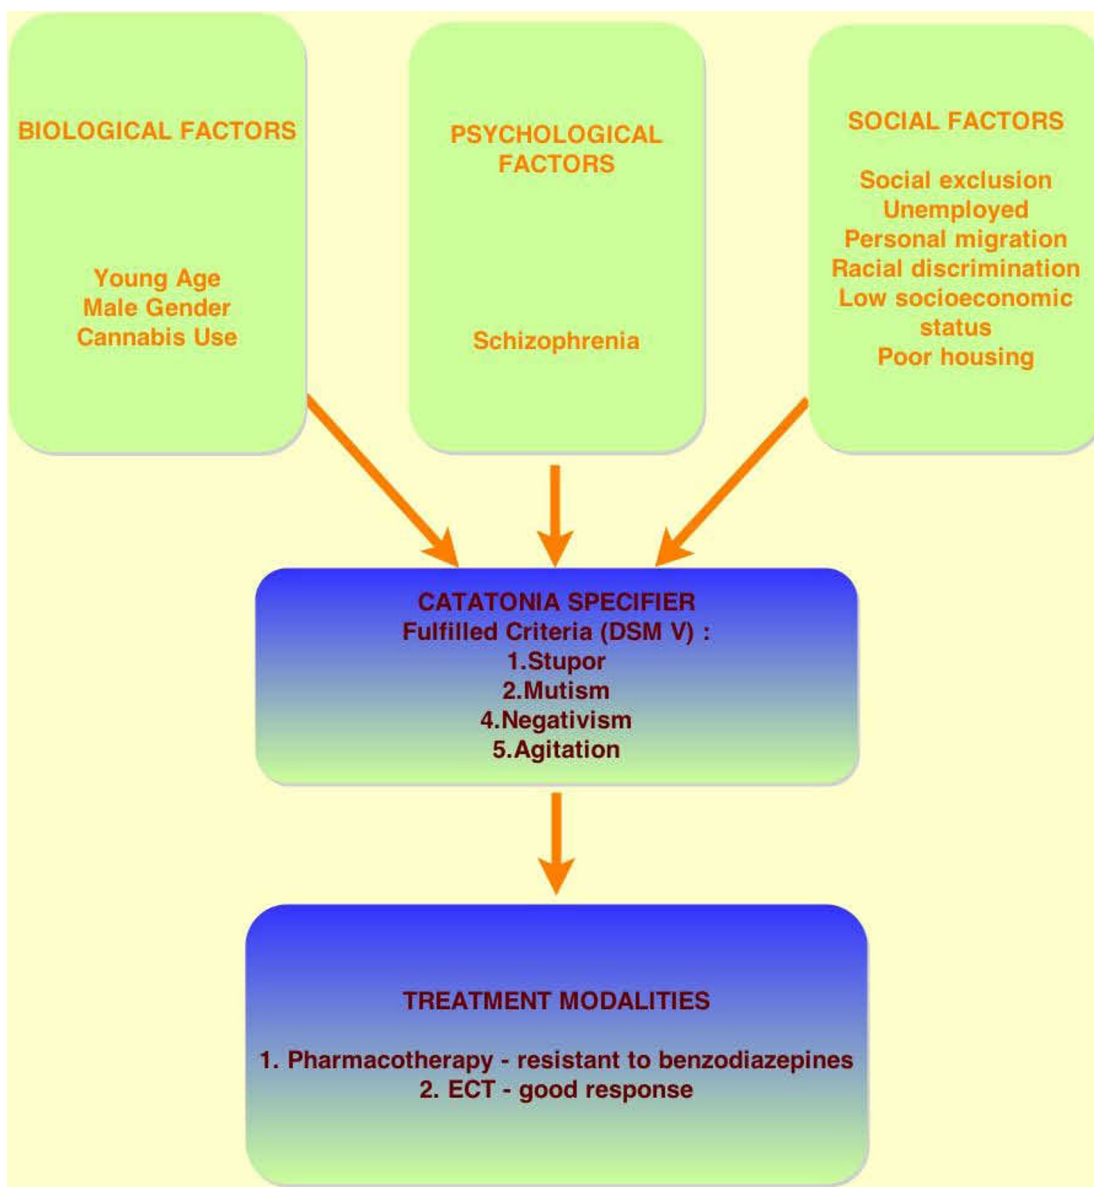 BIOLOGICAL FACTORS
Young Age
Male Gender
Cannabis Use
PSYCHOLOGICAL
FACTORS
Schizophrenia
SOCIAL FACTORS
Social exclusion
Unemployed
Personal migration
Racial discrimination
Low socioeconomic
status
Poor housing
CATATONIA SPECIFIER
Fulfilled Criteria (DSM V) :
1.Stupor
2.Mutism
4.Negativism
5.Agitation
TREATMENT MODALITIES
1. Pharmacotherapy - resistant to benzodiazepines
2. ECT - good response